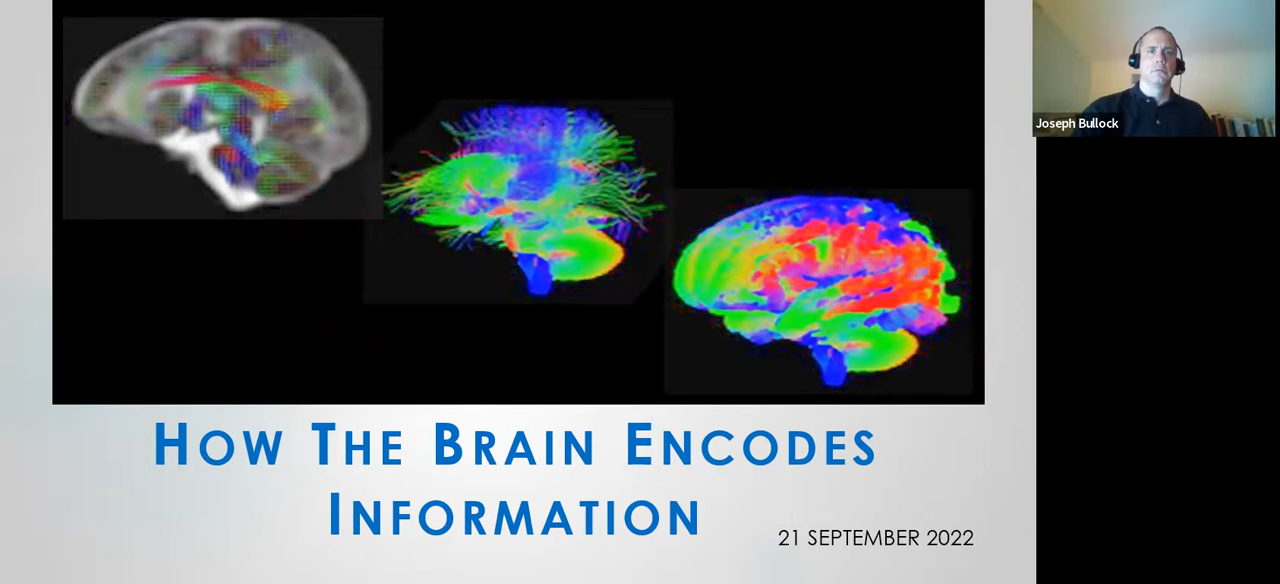 How The Brain Encodes
Information
21 SEPTEMBER 2022
Joseph Bullock